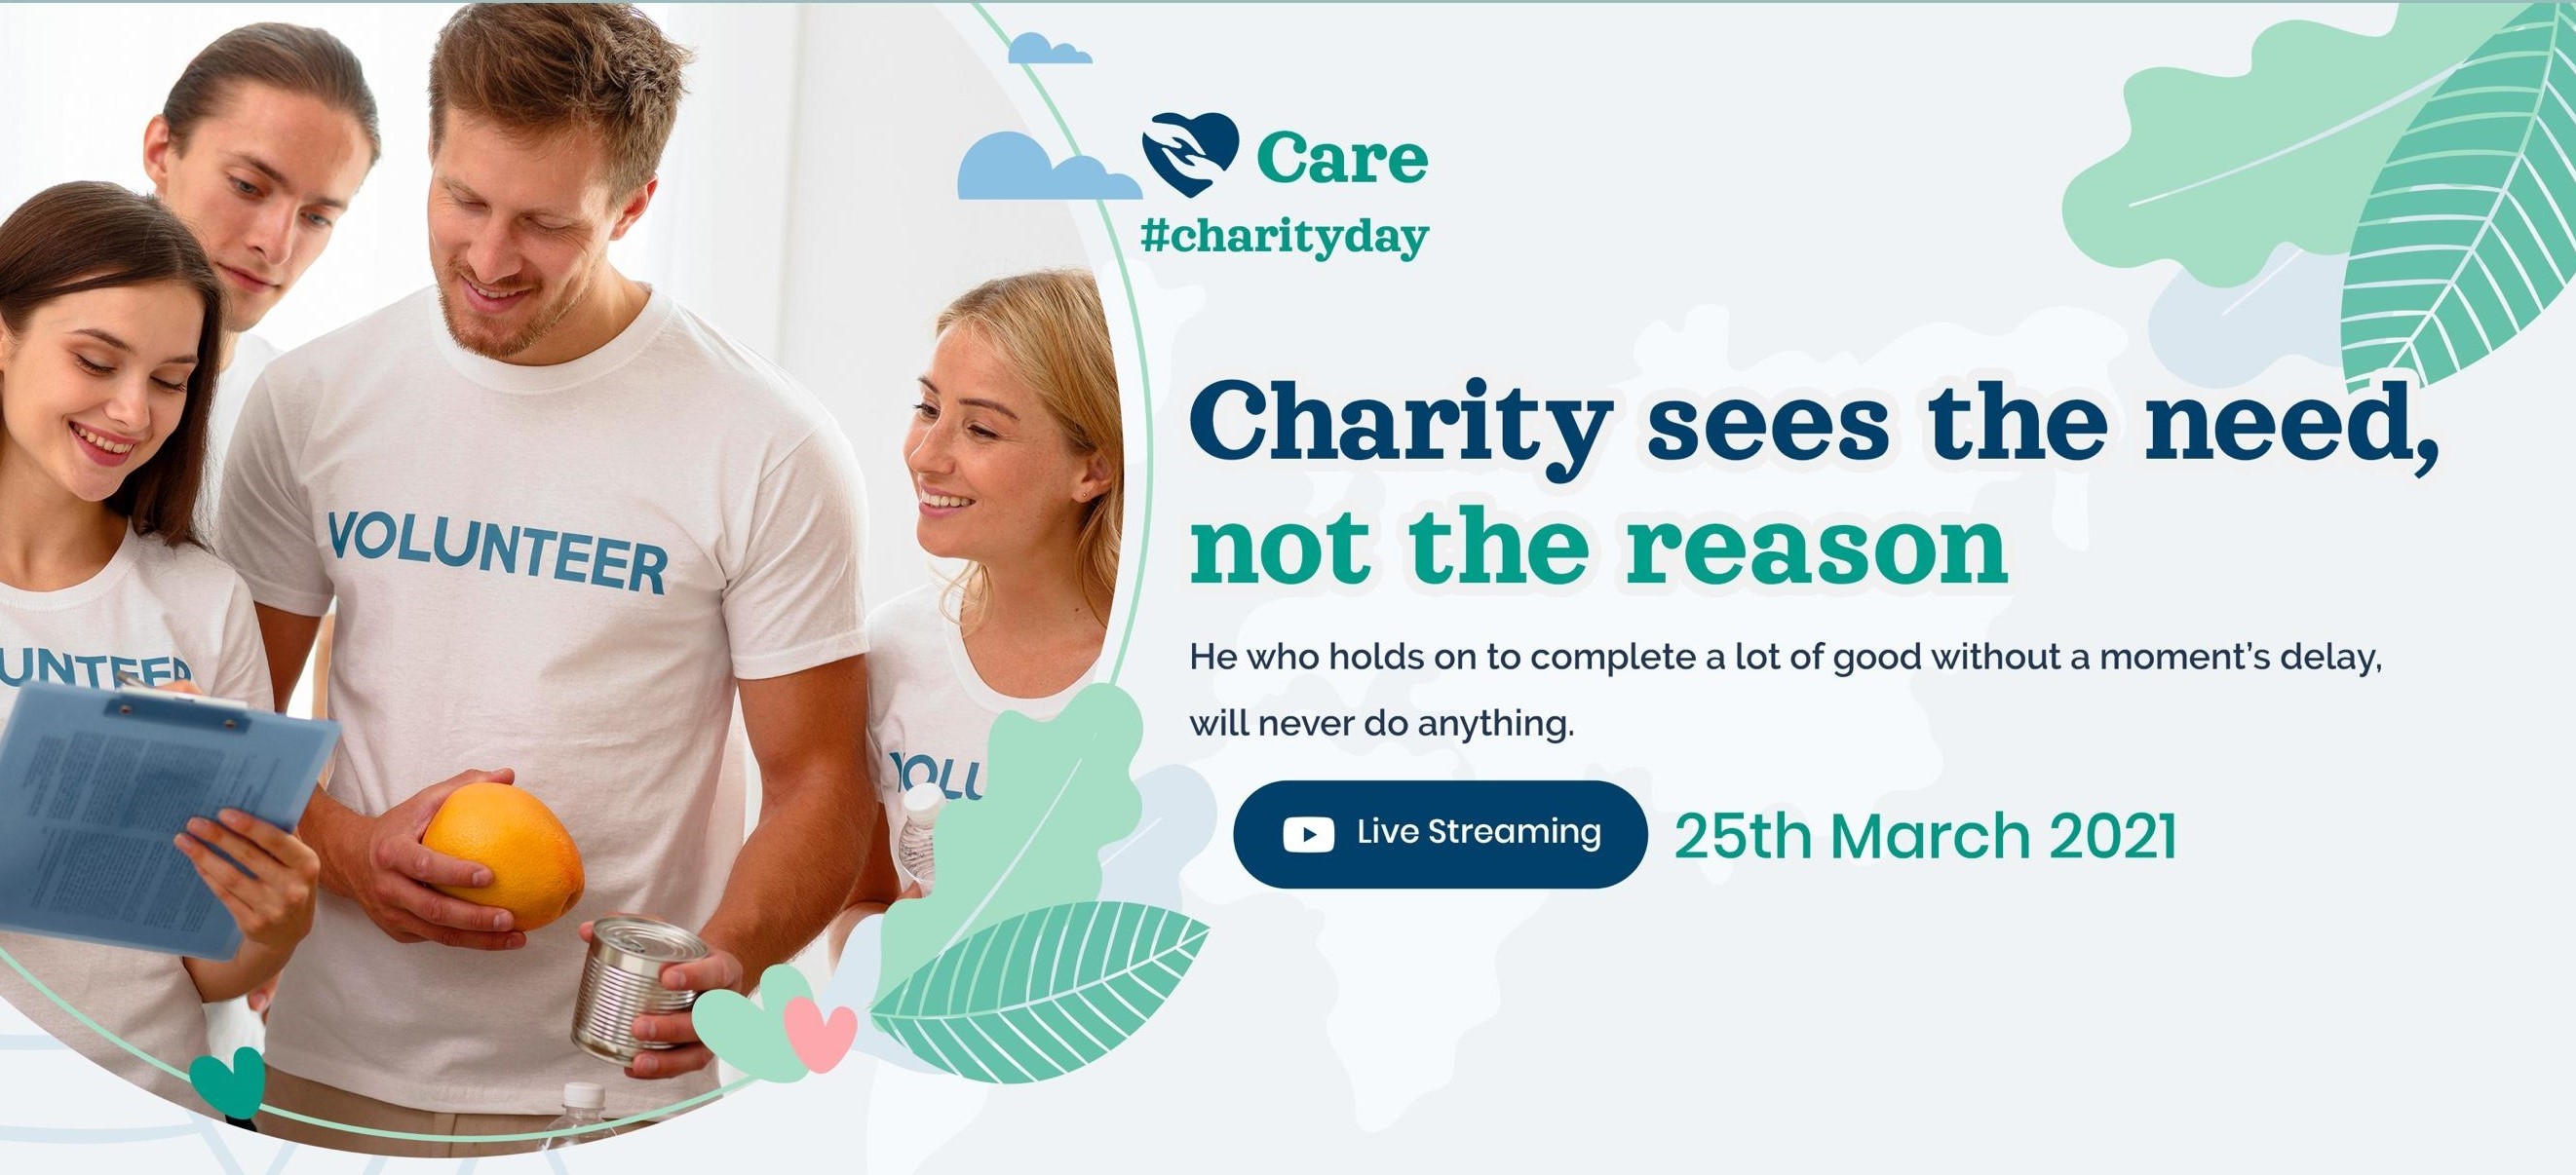 Care
#charityday
Charity sees the need,
not the reason
He who holds on to complete a lot of good without a moment’s delay,
will never do anything.
Live Streaming
25th March 2021
VOLUNTEER
UNTEER
VOLU